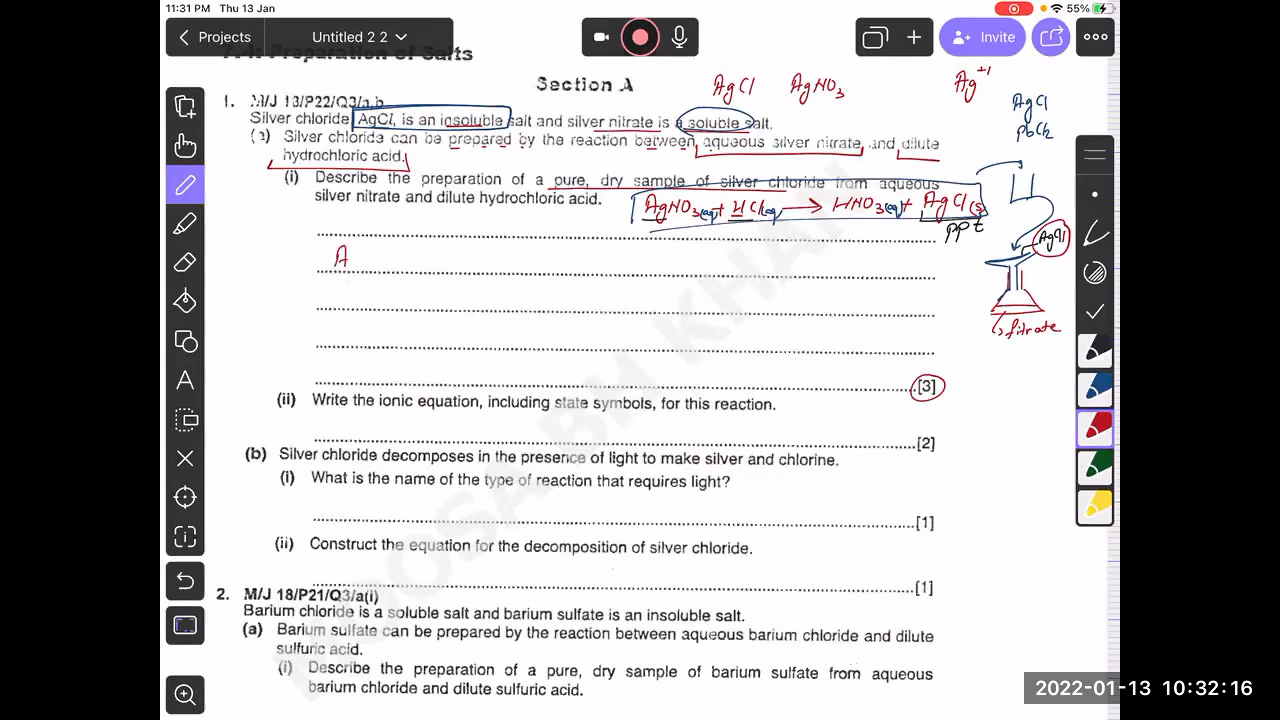 11:31 PM Thu 13 Jan
55%
Projects
Untitled 2 2
Invite
7.1: Preparation of Salts
Section A
AgCl AgNO3 Ag+1
AgCl
PbCl2
1. M/J 18/P22/Q3/a,b
Silver chloride, AgCl, is an insoluble salt and silver nitrate is a soluble salt.
(a) Silver chloride can be prepared by the reaction between aqueous silver nitrate and dilute
hydrochloric acid.
(i) Describe the preparation of a pure, dry sample of silver chloride from aqueous
silver nitrate and dilute hydrochloric acid.
AgNO3(aq) + HCl(aq) → HNO3(aq) + AgCl(s)
ppt
AgCl
A
filtrate
[3]
(ii) Write the ionic equation, including state symbols, for this reaction.
[2]
(b) Silver chloride decomposes in the presence of light to make silver and chlorine.
(i) What is the name of the type of reaction that requires light?
[1]
(ii) Construct the equation for the decomposition of silver chloride.
[1]
2. M/J 18/P21/Q3/a(i)
Barium chloride is a soluble salt and barium sulfate is an insoluble salt.
(a) Barium sulfate can be prepared by the reaction between aqueous barium chloride and dilute
sulfuric acid.
(i) Describe the preparation of a pure, dry sample of barium sulfate from aqueous
barium chloride and dilute sulfuric acid.
2022-01-13 10:32:16